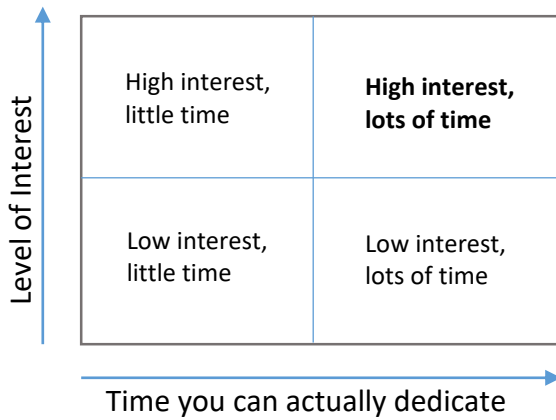 Level of Interest
High interest,
little time
High interest,
lots of time
Low interest,
little time
Low interest,
lots of time
Time you can actually dedicate